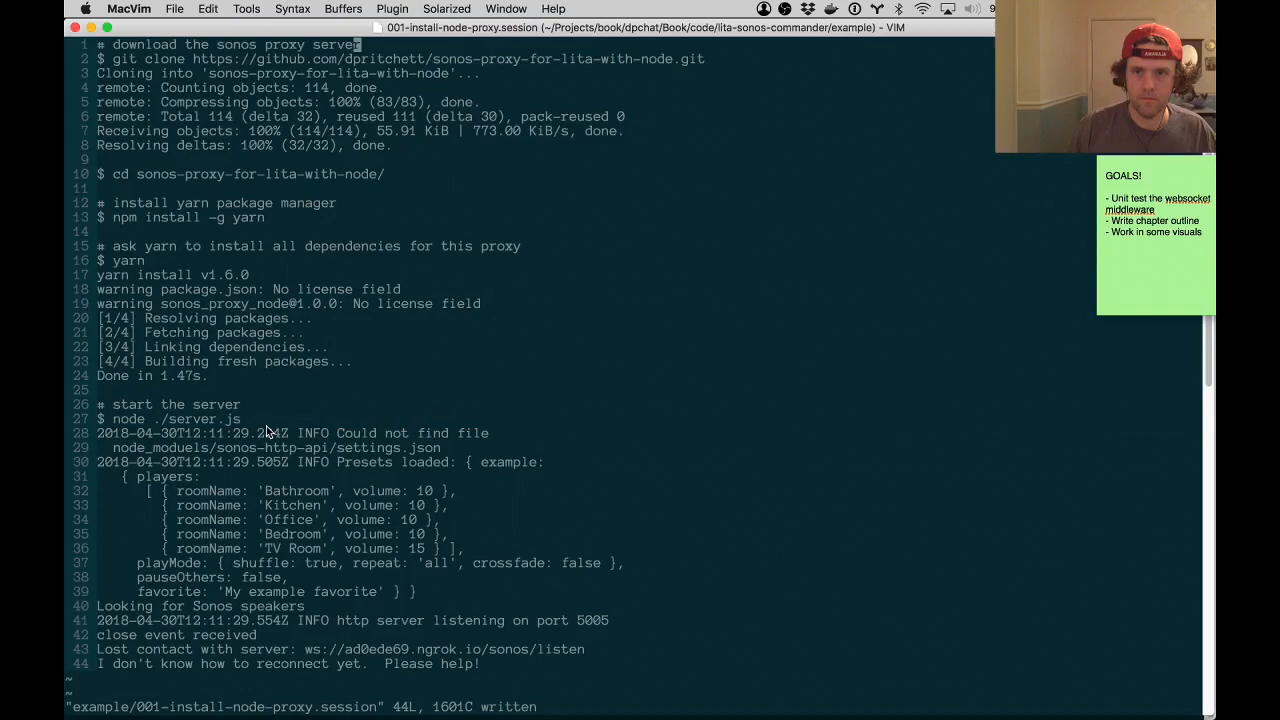 MacVim File Edit Tools Syntax Buffers Plugin Solarized Window Help
001-install-node-proxy.session (~/Projects/book/dpchat/Book/code/lita-sonos-commander/example) - VIM
1 # download the sonos proxy server
2 $ git clone https://github.com/dpritchett/sonos-proxy-for-lita-with-node.git
3 Cloning into 'sonos-proxy-for-lita-with-node'...
4 remote: Counting objects: 114, done.
5 remote: Compressing objects: 100% (83/83), done.
6 remote: Total 114 (delta 32), reused 111 (delta 30), pack-reused 0
7 Receiving objects: 100% (114/114), 55.91 KiB | 773.00 KiB/s, done.
8 Resolving deltas: 100% (32/32), done.
9
10 $ cd sonos-proxy-for-lita-with-node/
11
12 # install yarn package manager
13 $ npm install -g yarn
14
15 # ask yarn to install all dependencies for this proxy
16 $ yarn
17 yarn install v1.6.0
18 warning package.json: No license field
19 warning sonos_proxy_node@1.0.0: No license field
20 [1/4] Resolving packages...
21 [2/4] Fetching packages...
22 [3/4] Linking dependencies...
23 [4/4] Building fresh packages...
24 Done in 1.47s.
25
26 # start the server
27 $ node ./server.js
28 INFO Could not find file
29 node_moduels/sonos-http-api/settings.json
30 2018-04-30T12:11:29.505Z INFO Presets loaded: { example:
31 { players:
32 [ { roomName: 'Bathroom', volume: 10 },
33 { roomName: 'Kitchen', volume: 10 },
34 { roomName: 'Office', volume: 10 },
35 { roomName: 'Bedroom', volume: 10 },
36 { roomName: 'TV Room', volume: 15 } ],
37 playMode: { shuffle: true, repeat: 'all', crossfade: false },
38 pauseOthers: false,
39 favorite: 'My example favorite' } }
40 Looking for Sonos speakers
41 2018-04-30T12:11:29.554Z INFO http server listening on port 5005
42 close event received
43 Lost contact with server: ws://ad0ede69.ngrok.io/sonos/listen
44 I don't know how to reconnect yet. Please help!
~
~
"example/001-install-node-proxy.session" 44L, 1601C written
GOALS!
- Unit test the websocket
middleware
- Write chapter outline
- Work in some visuals